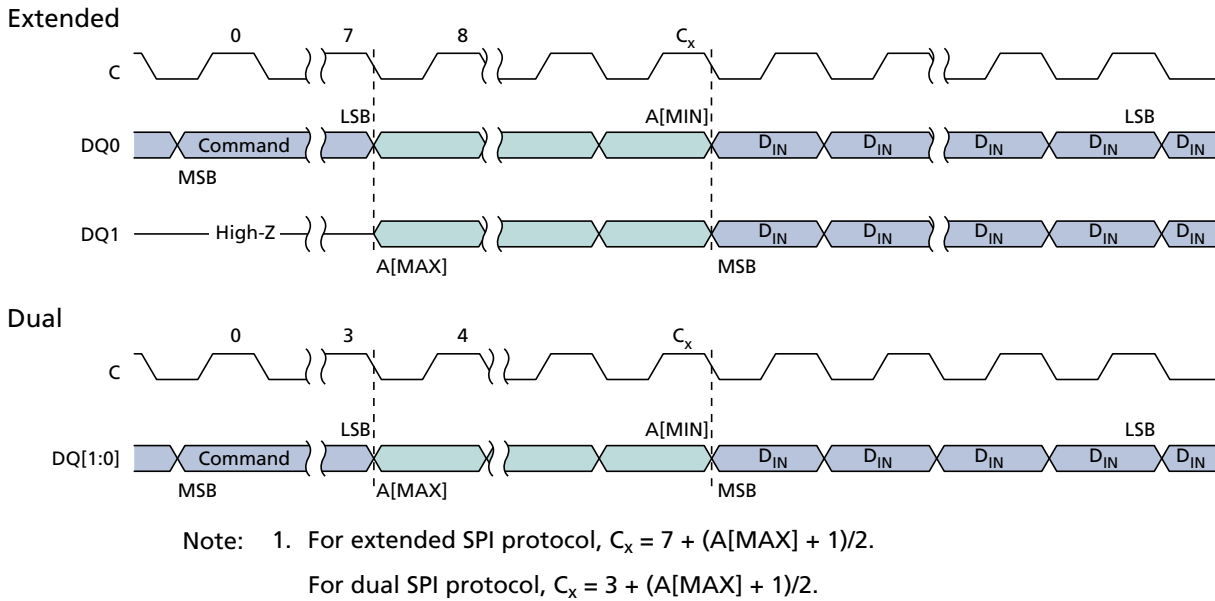 Extended
0 7 8 Cx
C
LSB A[MIN] LSB
DQ0 Command DIN DIN DIN DIN DIN
MSB
DQ1 High-Z DIN DIN DIN DIN DIN
A[MAX] MSB
Dual
0 3 4 Cx
C
LSB A[MIN] LSB
DQ[1:0] Command DIN DIN DIN DIN DIN
MSB A[MAX] MSB
Note: 1. For extended SPI protocol, Cx = 7 + (A[MAX] + 1)/2.
For dual SPI protocol, Cx = 3 + (A[MAX] + 1)/2.